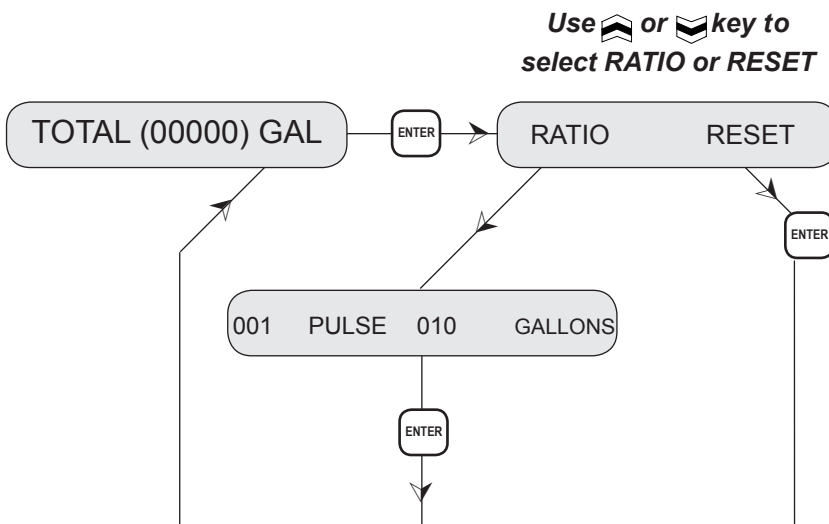 Use or key to
select RATIO or RESET
TOTAL (00000) GAL
ENTER
RATIO RESET
ENTER
001 PULSE 010 GALLONS
ENTER